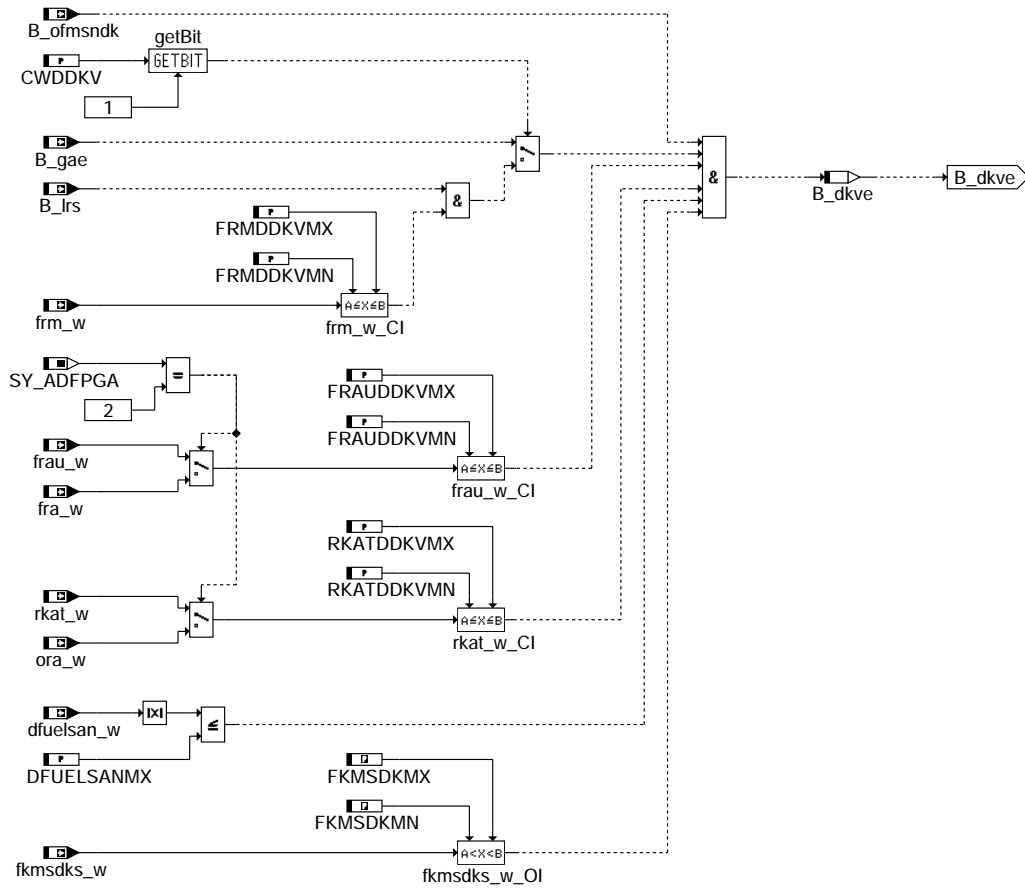 B_ofmsndk
getBit
GETBIT
CWDDKV
1
B_gae
B_lrs
&
&
B_dkve
B_dkve
FRMDDKVMX
FRMDDKVMN
A≤X≤B
frm_w
frm_w_CI
SY_ADFPGA
=
2
FRAUDDKVMX
FRAUDDKVMN
frau_w
A≤X≤B
frau_w_CI
fra_w
RKATDDKVMX
RKATDDKVMN
rkat_w
A≤X≤B
rkat_w_CI
ora_w
dfuelsan_w
|x|
≤
DFUELSANMX
FKMSDKMX
FKMSDKMN
A<X<B
fkmsdks_w
fkmsdks_w_OI